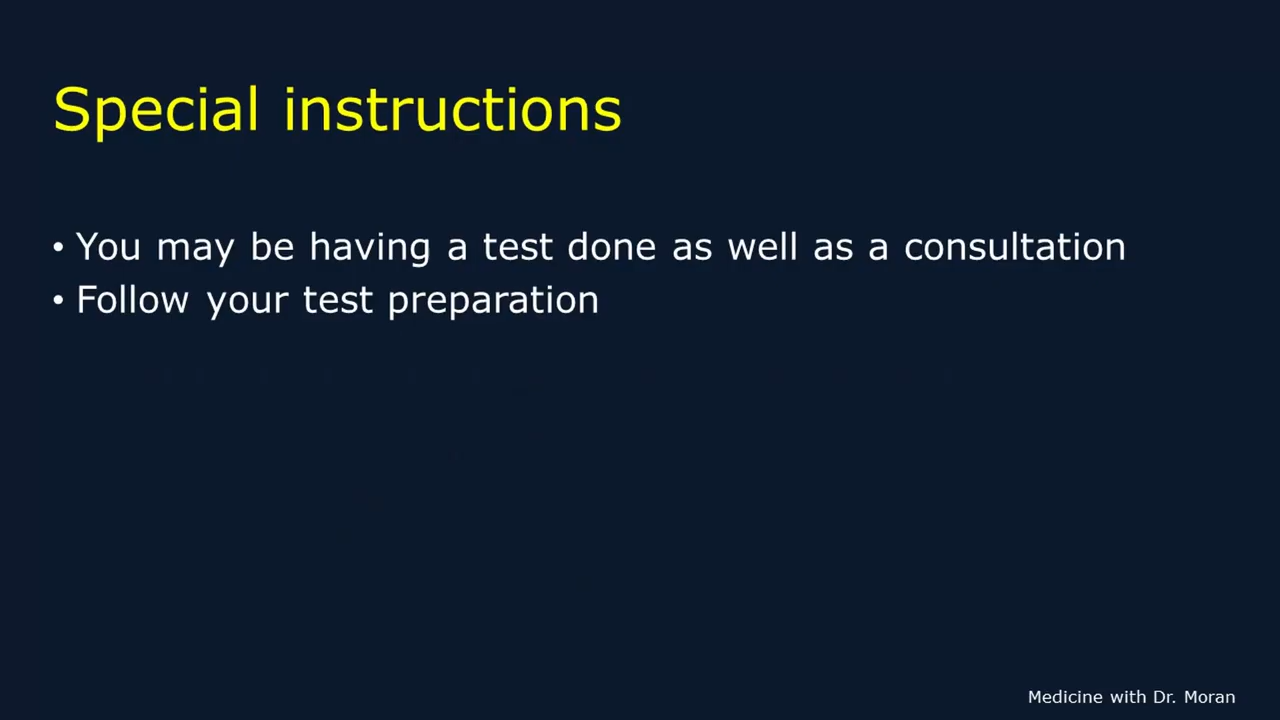 Special instructions
• You may be having a test done as well as a consultation
• Follow your test preparation
Medicine with Dr. Moran